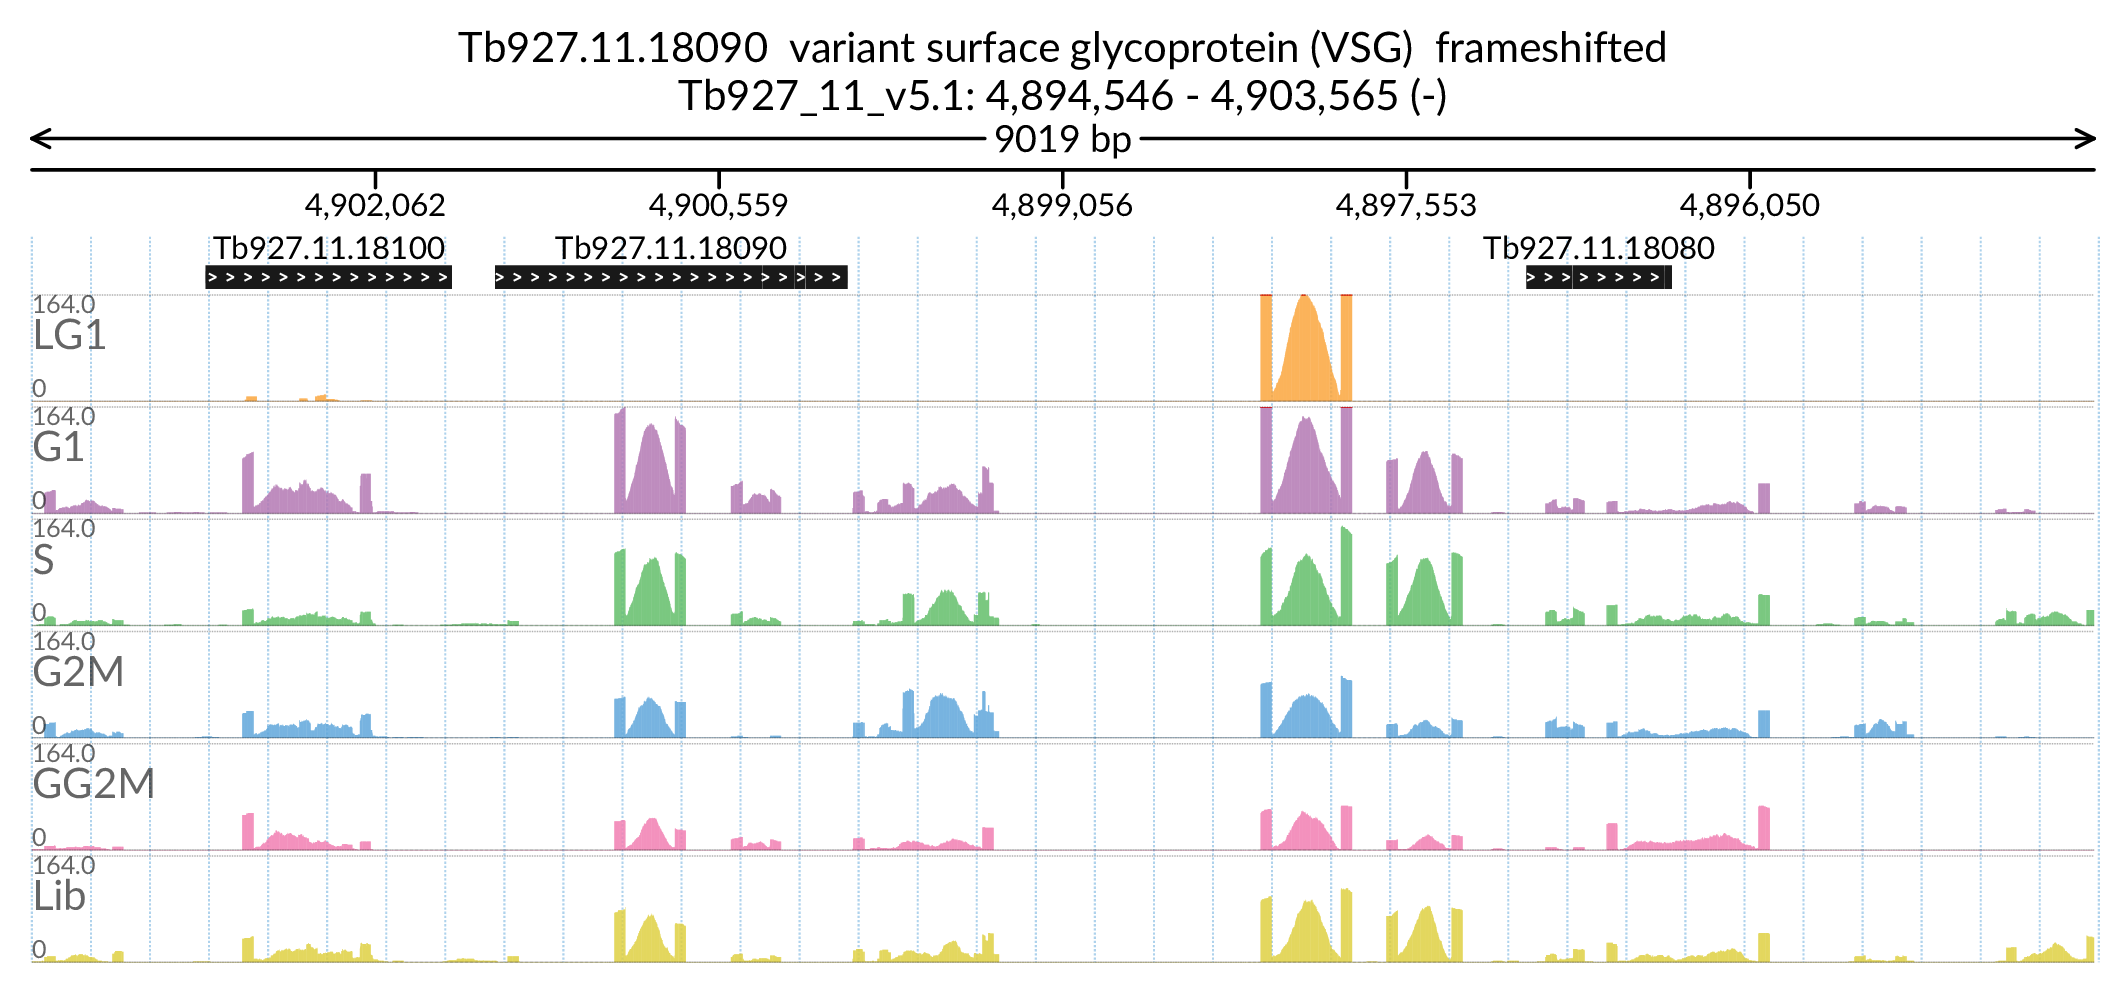 Tb927.11.18090 variant surface glycoprotein (VSG) frameshifted
Tb927_11_v5.1: 4,894,546 - 4,903,565 (-)
9019 bp
4,902,062 4,900,559 4,899,056 4,897,553 4,896,050
Tb927.11.18100 Tb927.11.18090 Tb927.11.18080
164.0
LG1
0
164.0
G1
0
164.0
S
0
164.0
G2M
0
164.0
GG2M
0
164.0
Lib
0